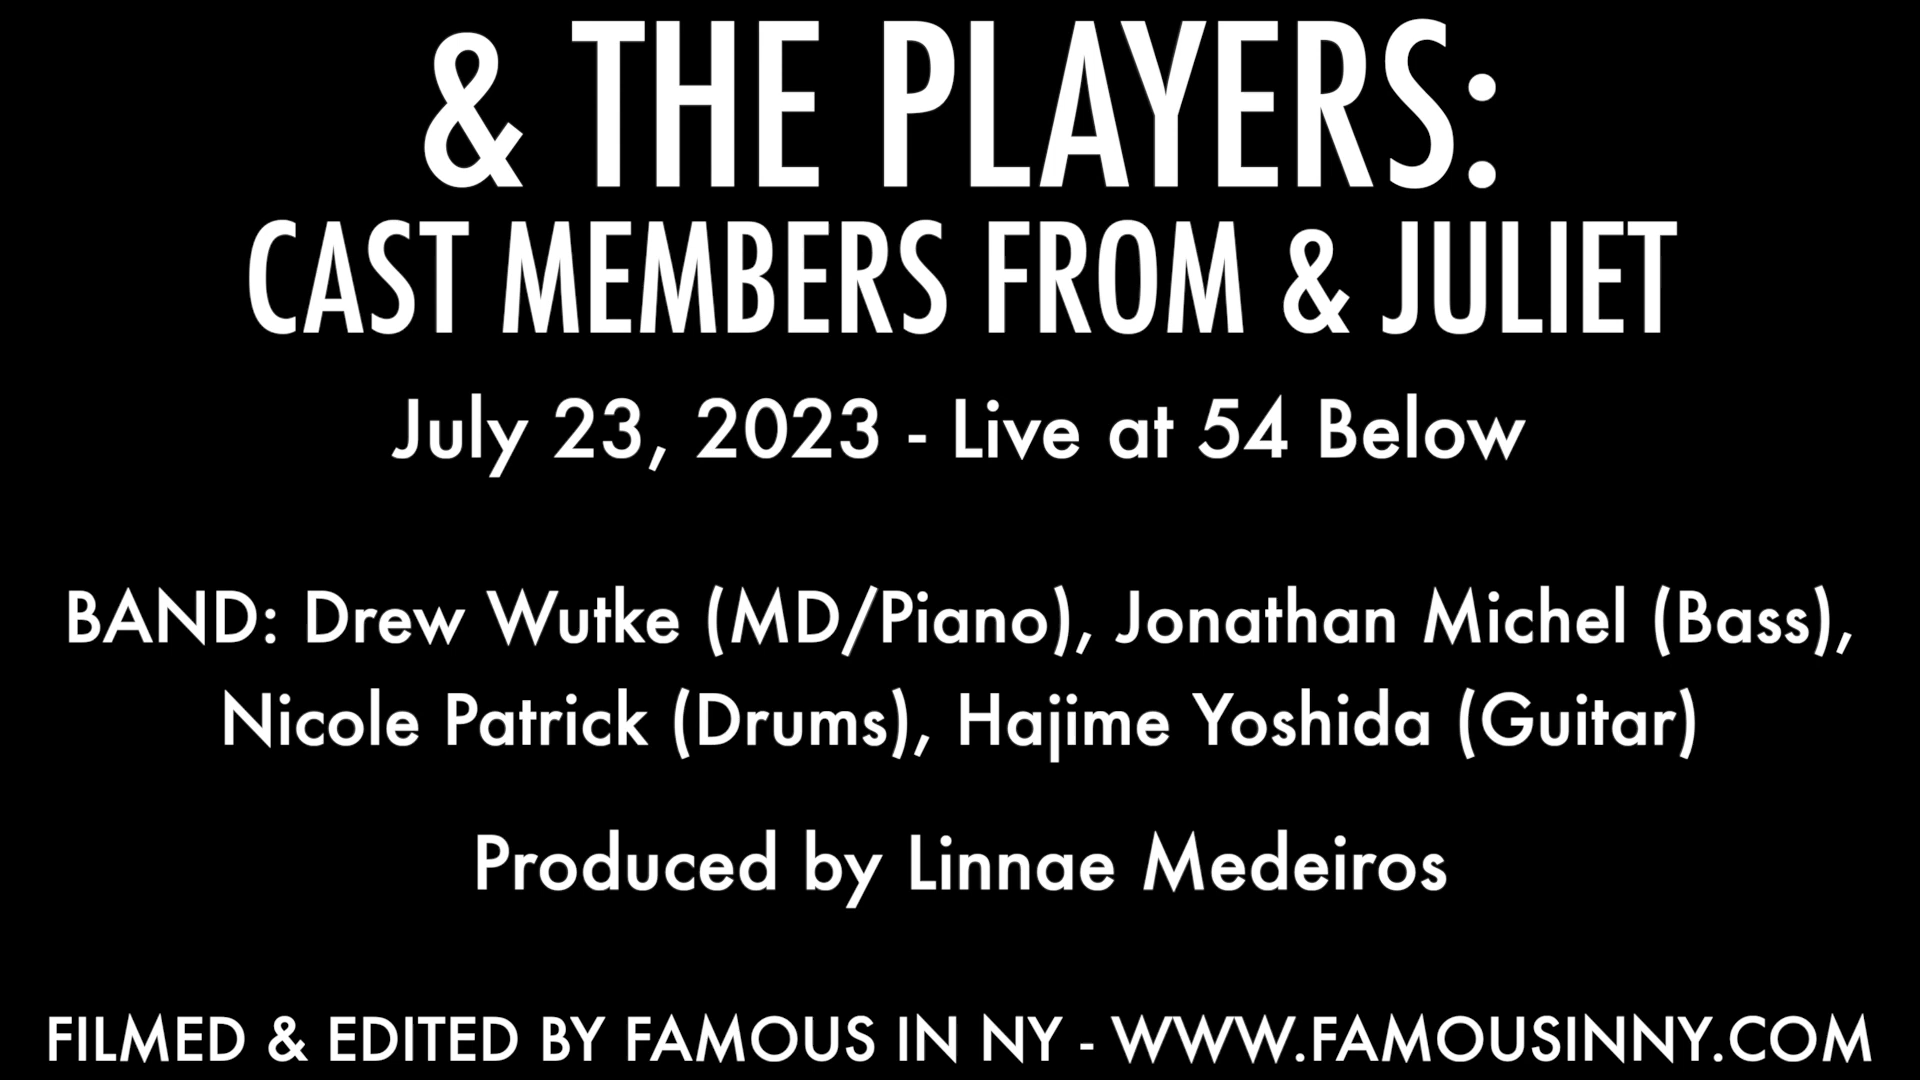 & THE PLAYERS:
CAST MEMBERS FROM & JULIET
July 23, 2023 - Live at 54 Below
BAND: Drew Wutke (MD/Piano), Jonathan Michel (Bass),
Nicole Patrick (Drums), Hajime Yoshida (Guitar)
Produced by Linnae Medeiros
FILMED & EDITED BY FAMOUS IN NY - WWW.FAMOUSINNY.COM